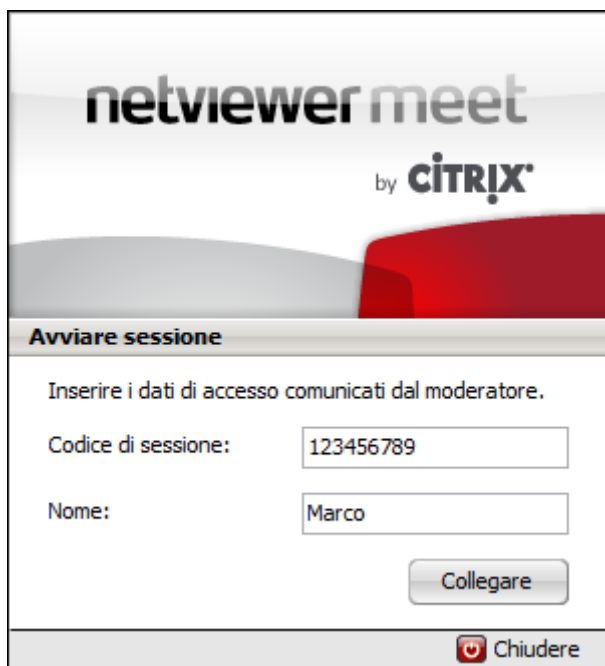 netviewer meet
by CITRIX
Avviare sessione
Inserire i dati di accesso comunicati dal moderatore.
Codice di sessione: 123456789
Nome: Marco
Collegare
Chiudere